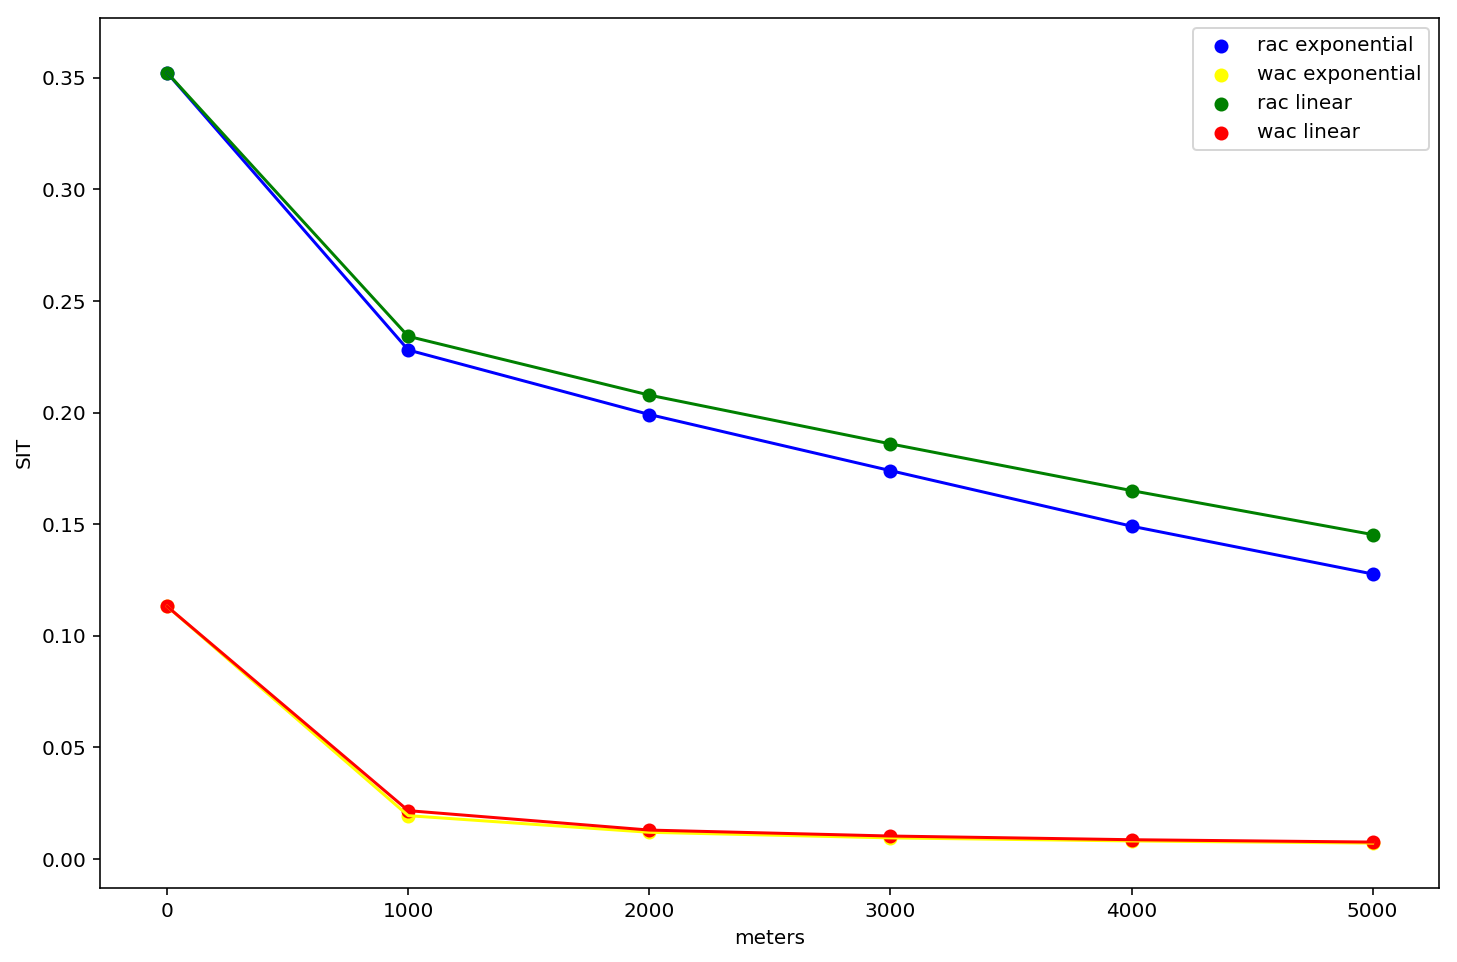 rac exponential
wac exponential
rac linear
wac linear
SIT
0.35
0.30
0.25
0.20
0.15
0.10
0.05
0.00
0 1000 2000 3000 4000 5000
meters